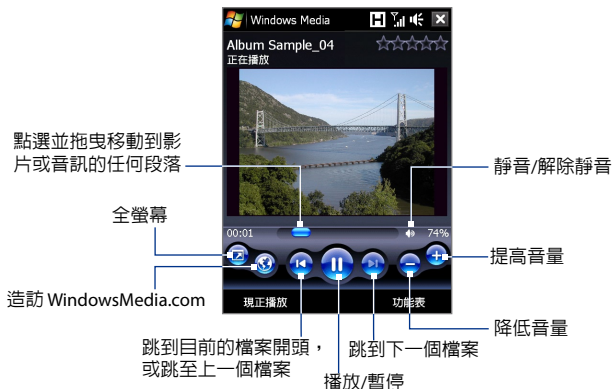 Windows Media
H
Album Sample_04
正在播放
點選並拖曳移動到影
片或音訊的任何段落
靜音/解除靜音
00:01
74%
全螢幕
提高音量
造訪 WindowsMedia.com
現正播放
功能表
降低音量
跳到目前的檔案開頭，
或跳至上一個檔案
跳到下一個檔案
播放/暫停